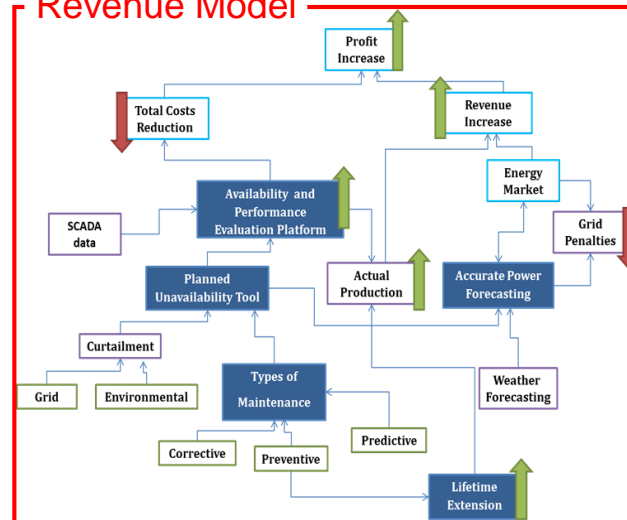 Revenue Model
Profit
Increase
Total Costs
Reduction
Revenue
Increase
Energy
Market
Availability and
Performance
Evaluation Platform
SCADA
data
Grid
Penalties
Planned
Unavailability Tool
Actual
Production
Accurate Power
Forecasting
Curtailment
Grid
Environmental
Types of
Maintenance
Weather
Forecasting
Corrective
Preventive
Predictive
Lifetime
Extension